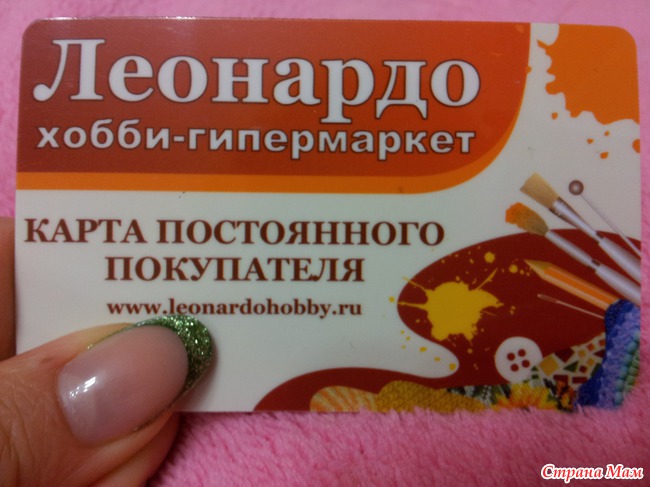 Леонардо
хобби-гипермаркет
КАРТА ПОСТОЯННОГО
ПОКУПАТЕЛЯ
www.leonardohobby.ru
Страна Мам